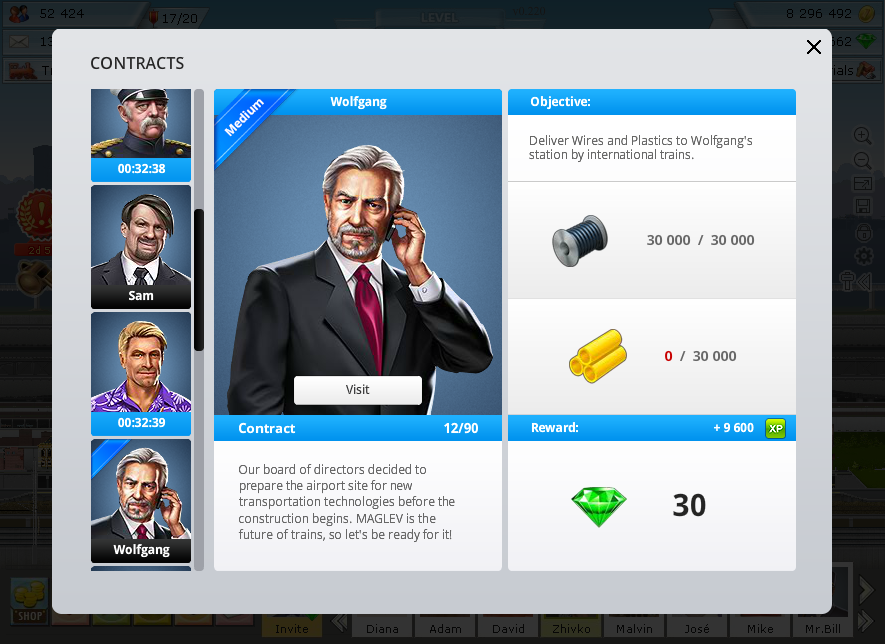 52 424
17/20
LEVEL
8 296 492
CONTRACTS
00:32:38
Sam
00:32:39
Wolfgang
Medium
Wolfgang
Visit
Contract 12/90
Our board of directors decided to
prepare the airport site for new
transportation technologies before the
construction begins. MAGLEV is the
future of trains, so let's be ready for it!
Objective:
Deliver Wires and Plastics to Wolfgang's
station by international trains.
30 000 / 30 000
0 / 30 000
Reward: + 9 600 XP
30
SHOP
Invite
Diana
Adam
David
Zhivko
Malvin
José
Mike
Mr.Bill